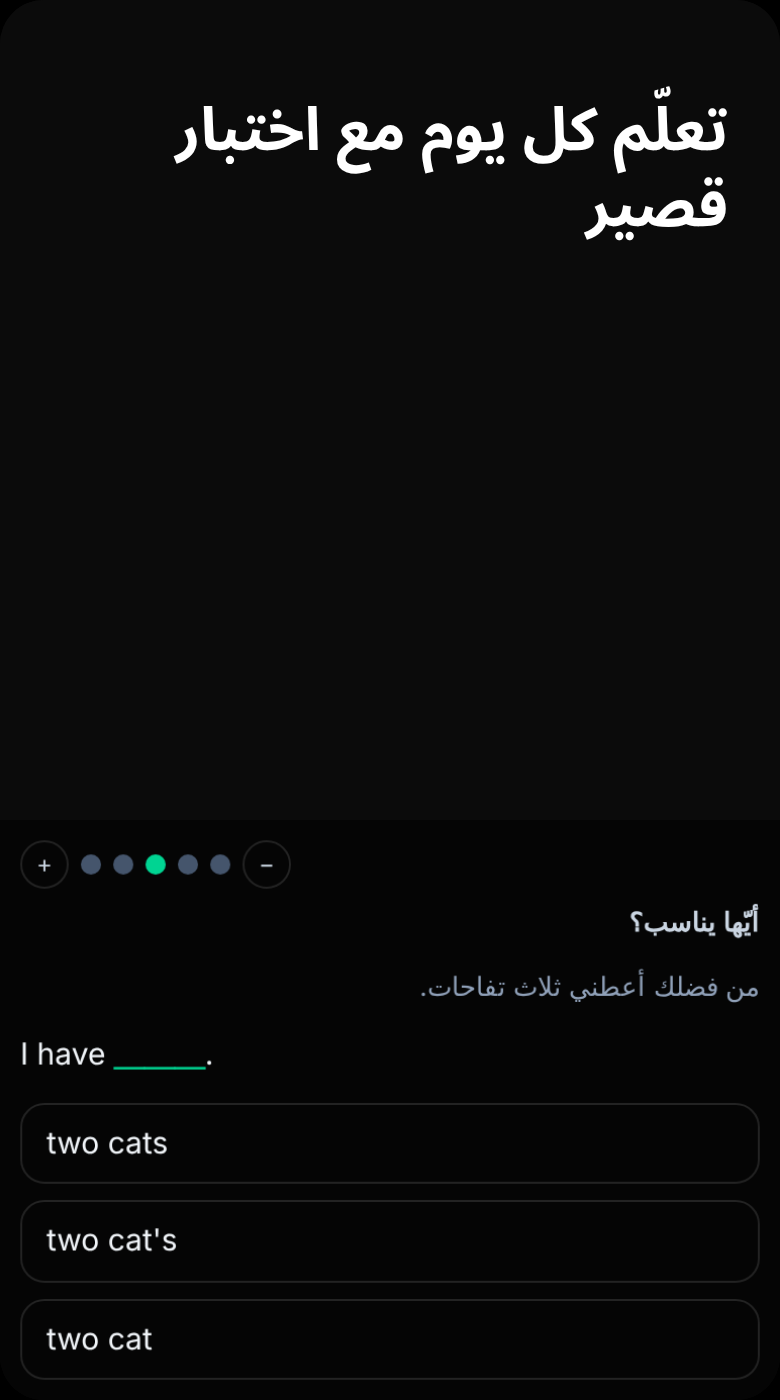 تعلّم كل يوم مع اختبار
قصير
+ −
أيّها يناسب؟
من فضلك أعطني ثلاث تفاحات.
I have ______.
two cats
two cat's
two cat